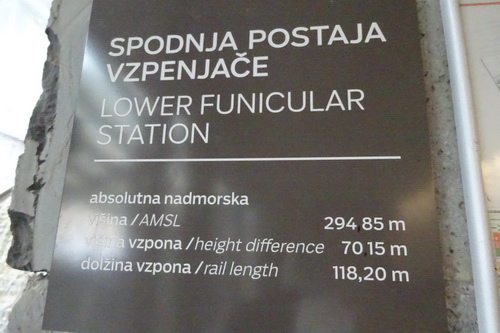 SPODNJA POSTAJA
VZPENJAČE
LOWER FUNICULAR
STATION
absolutna nadmorska
višina / AMSL 294,85 m
višina vzpona / height difference 70,15 m
dolžina vzpona / rail length 118,20 m